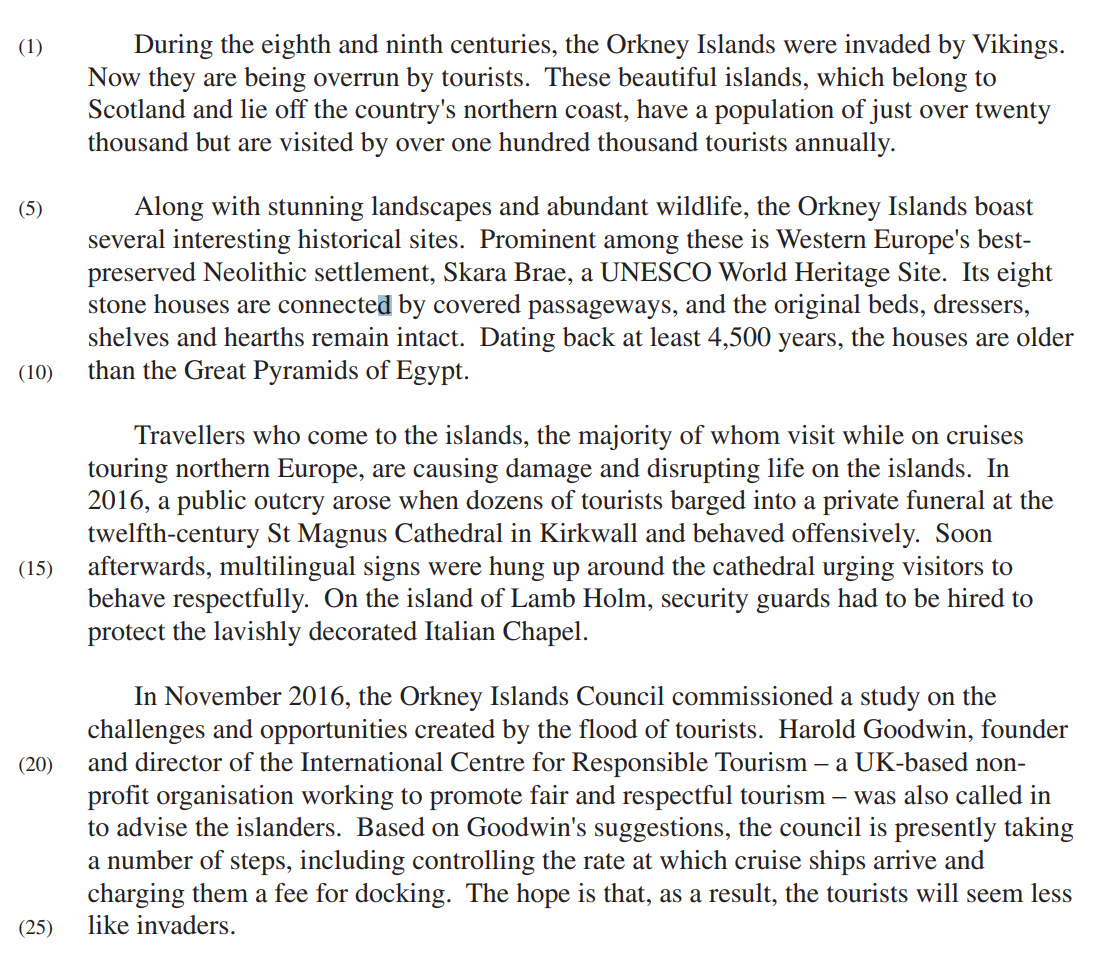 (1) During the eighth and ninth centuries, the Orkney Islands were invaded by Vikings.
Now they are being overrun by tourists. These beautiful islands, which belong to
Scotland and lie off the country's northern coast, have a population of just over twenty
thousand but are visited by over one hundred thousand tourists annually.
(5) Along with stunning landscapes and abundant wildlife, the Orkney Islands boast
several interesting historical sites. Prominent among these is Western Europe's best-
preserved Neolithic settlement, Skara Brae, a UNESCO World Heritage Site. Its eight
stone houses are connected by covered passageways, and the original beds, dressers,
shelves and hearths remain intact. Dating back at least 4,500 years, the houses are older
(10) than the Great Pyramids of Egypt.
Travellers who come to the islands, the majority of whom visit while on cruises
touring northern Europe, are causing damage and disrupting life on the islands. In
2016, a public outcry arose when dozens of tourists barged into a private funeral at the
twelfth-century St Magnus Cathedral in Kirkwall and behaved offensively. Soon
(15) afterwards, multilingual signs were hung up around the cathedral urging visitors to
behave respectfully. On the island of Lamb Holm, security guards had to be hired to
protect the lavishly decorated Italian Chapel.
In November 2016, the Orkney Islands Council commissioned a study on the
challenges and opportunities created by the flood of tourists. Harold Goodwin, founder
(20) and director of the International Centre for Responsible Tourism – a UK-based non-
profit organisation working to promote fair and respectful tourism – was also called in
to advise the islanders. Based on Goodwin's suggestions, the council is presently taking
a number of steps, including controlling the rate at which cruise ships arrive and
charging them a fee for docking. The hope is that, as a result, the tourists will seem less
(25) like invaders.